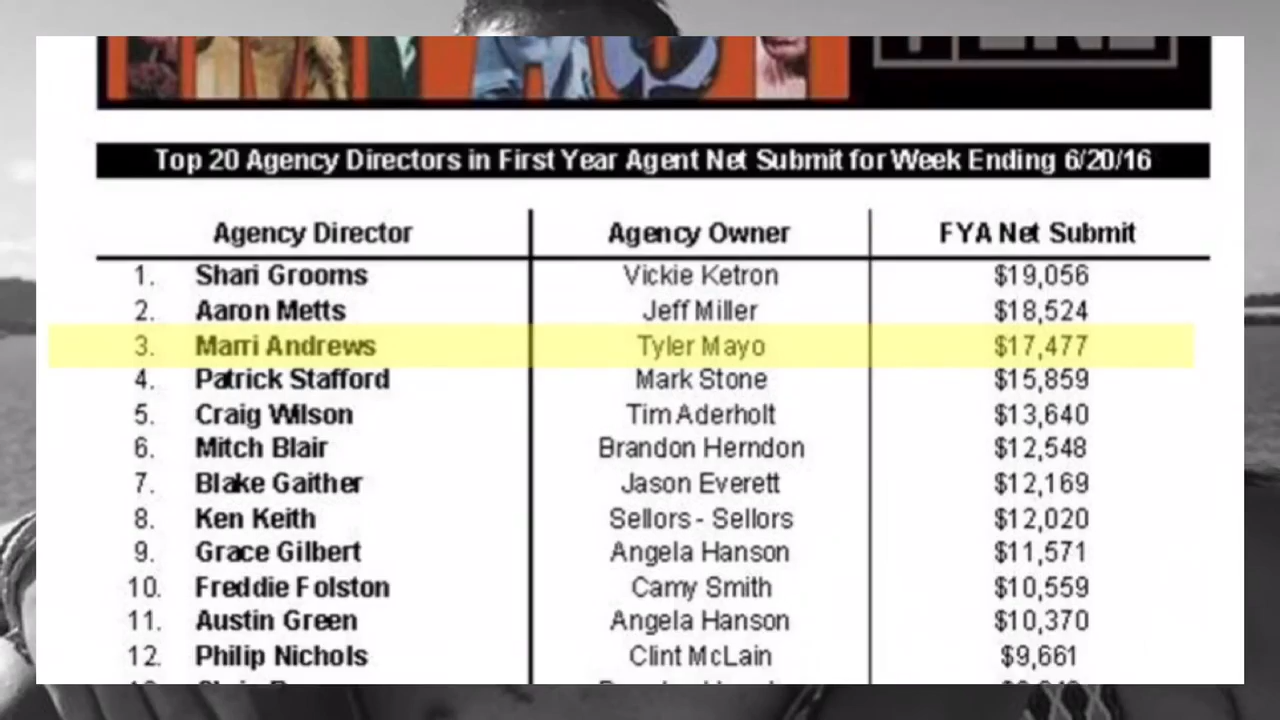 Top 20 Agency Directors in First Year Agent Net Submit for Week Ending 6/20/16
Agency Director Agency Owner FYA Net Submit
1. Shari Grooms Vickie Ketron $19,056
2. Aaron Metts Jeff Miller $18,524
3. Marri Andrews Tyler Mayo $17,477
4. Patrick Stafford Mark Stone $15,859
5. Craig Wilson Tim Aderholt $13,640
6. Mitch Blair Brandon Herndon $12,548
7. Blake Gaither Jason Everett $12,169
8. Ken Keith Sellors - Sellors $12,020
9. Grace Gilbert Angela Hanson $11,571
10. Freddie Folston Camy Smith $10,559
11. Austin Green Angela Hanson $10,370
12. Philip Nichols Clint McLain $9,661